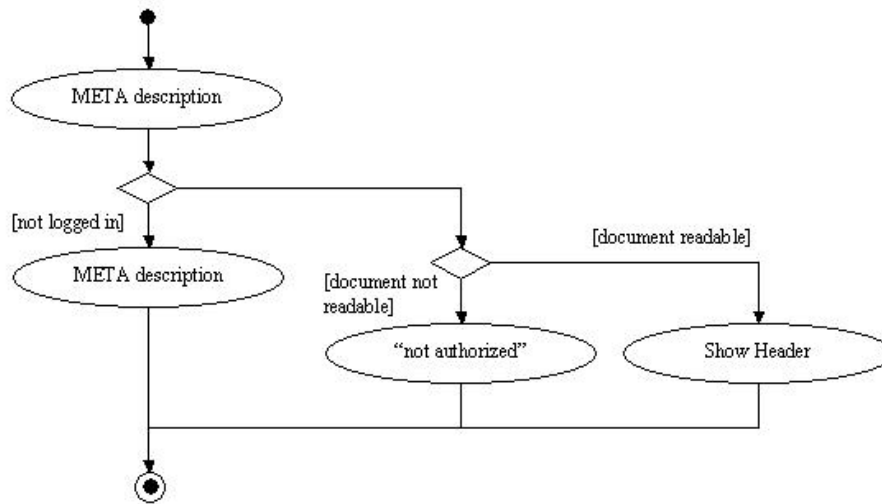 META description
[not logged in]
META description
[document readable]
[document not
readable]
“not authorized”
Show Header